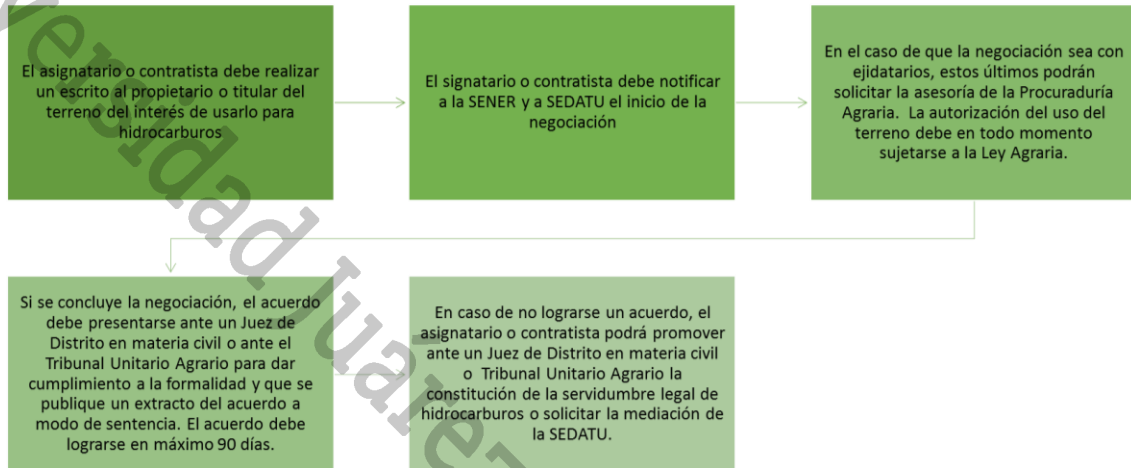 El asignatario o contratista debe realizar
un escrito al propietario o titular del
terreno del interés de usarlo para
hidrocarburos
El signatario o contratista debe notificar
a la SENER y a SEDATU el inicio de la
negociación
En el caso de que la negociación sea con
ejidatarios, estos últimos podrán
solicitar la asesoría de la Procuraduría
Agraria. La autorización del uso del
terreno debe en todo momento
sujetarse a la Ley Agraria.
Si se concluye la negociación, el acuerdo
debe presentarse ante un Juez de
Distrito en materia civil o ante el
Tribunal Unitario Agrario para dar
cumplimiento a la formalidad y que se
publique un extracto del acuerdo a
modo de sentencia. El acuerdo debe
lograrse en máximo 90 días.
En caso de no lograrse un acuerdo, el
asignatario o contratista podrá promover
ante un Juez de Distrito en materia civil
o Tribunal Unitario Agrario la
constitución de la servidumbre legal de
hidrocarburos o solicitar la mediación de
la SEDATU.